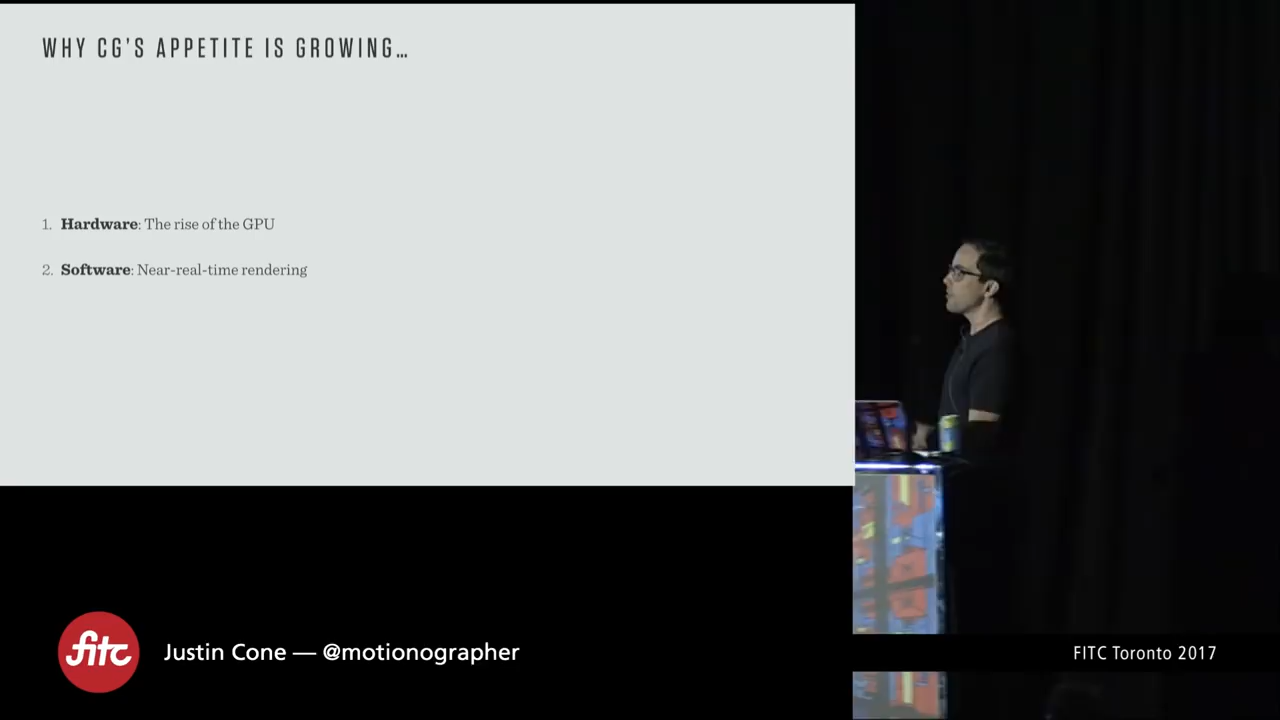 WHY CG'S APPETITE IS GROWING…
1. Hardware: The rise of the GPU
2. Software: Near-real-time rendering
fitc
Justin Cone — @motionographer
FITC Toronto 2017